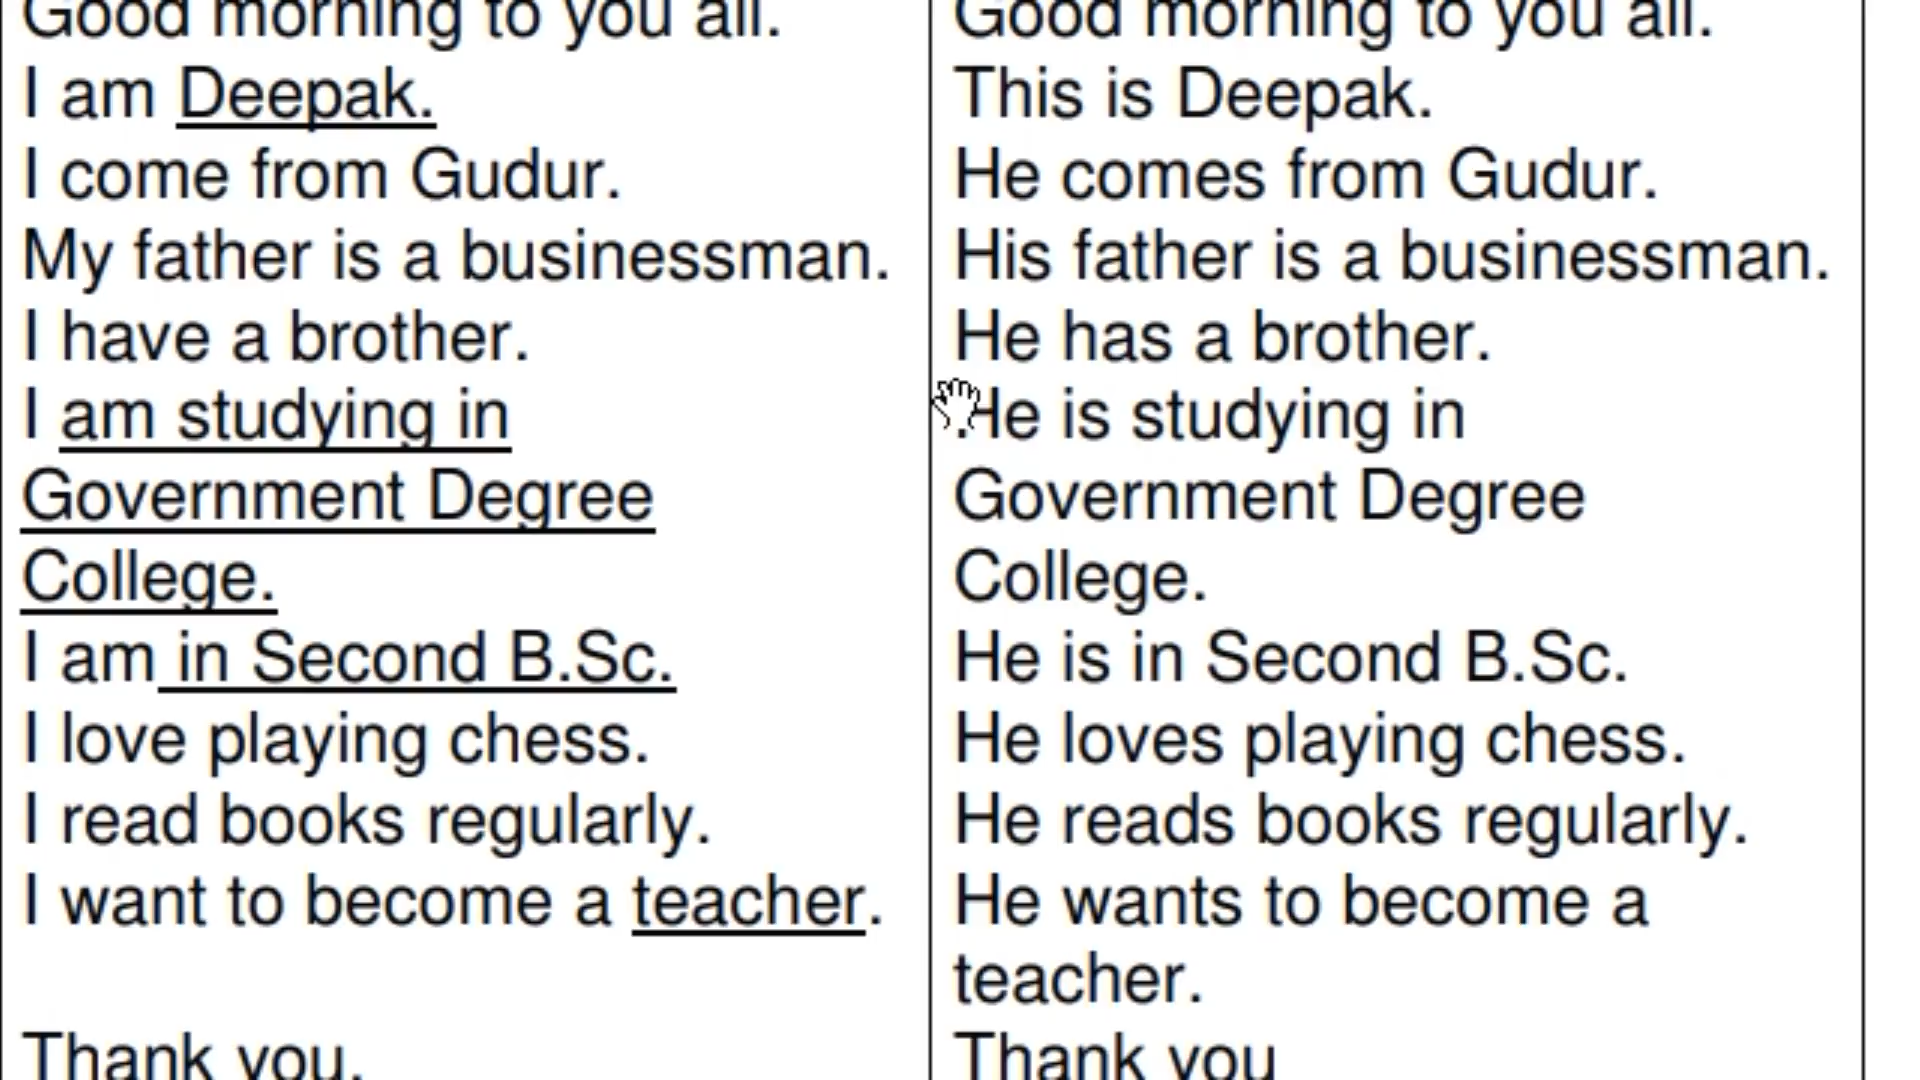 Good morning to you all.
I am Deepak.
I come from Gudur.
My father is a businessman.
I have a brother.
I am studying in
Government Degree
College.
I am in Second B.Sc.
I love playing chess.
I read books regularly.
I want to become a teacher.
Thank you.
Good morning to you all.
This is Deepak.
He comes from Gudur.
His father is a businessman.
He has a brother.
.He is studying in
Government Degree
College.
He is in Second B.Sc.
He loves playing chess.
He reads books regularly.
He wants to become a
teacher.
Thank you